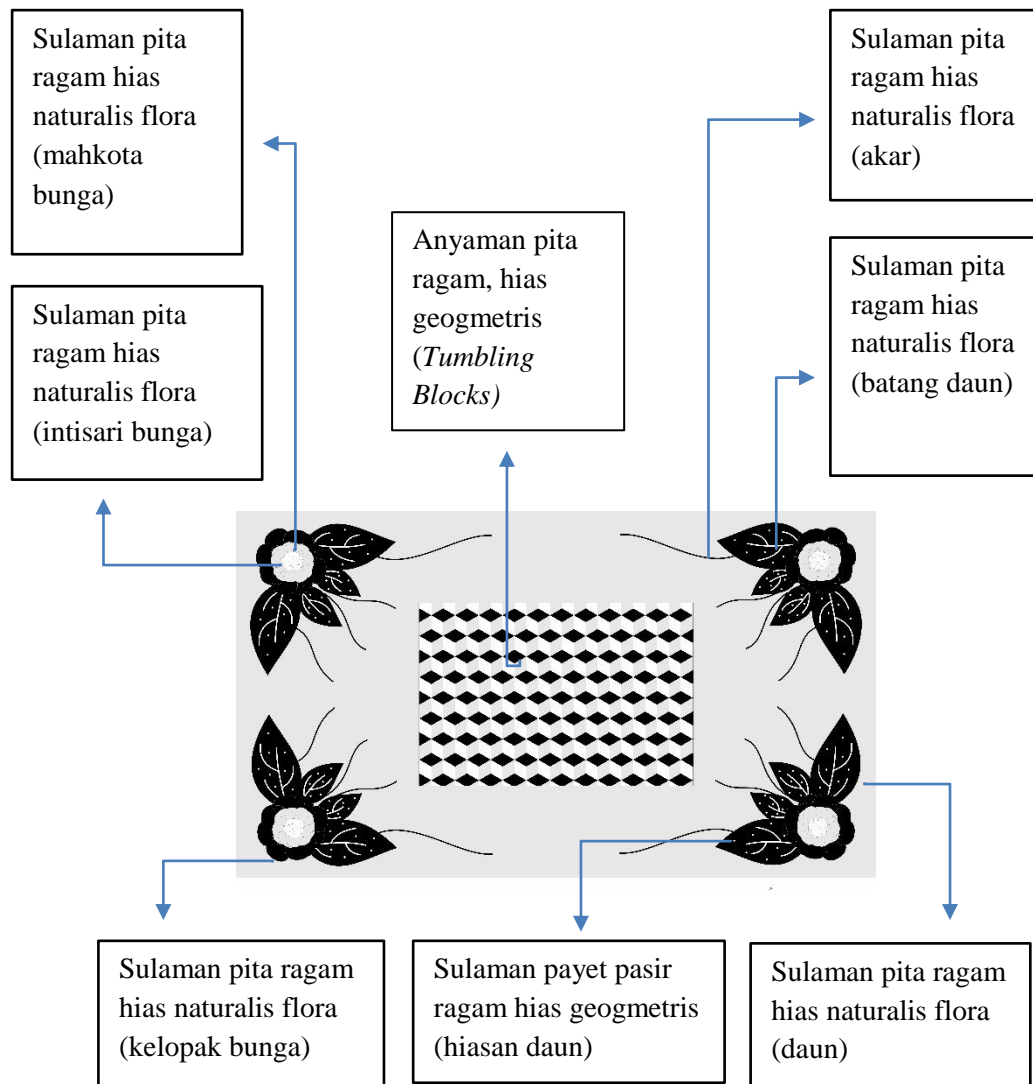 Sulaman pita
ragam hias
naturalis flora
(mahkota
bunga)
Sulaman pita
ragam hias
naturalis flora
(akar)
Anyaman pita
ragam, hias
geogmetris
(Tumbling
Blocks)
Sulaman pita
ragam hias
naturalis flora
(intisari bunga)
Sulaman pita
ragam hias
naturalis flora
(batang daun)
Sulaman pita ragam
hias naturalis flora
(kelopak bunga)
Sulaman payet pasir
ragam hias geogmetris
(hiasan daun)
Sulaman pita ragam
hias naturalis flora
(daun)